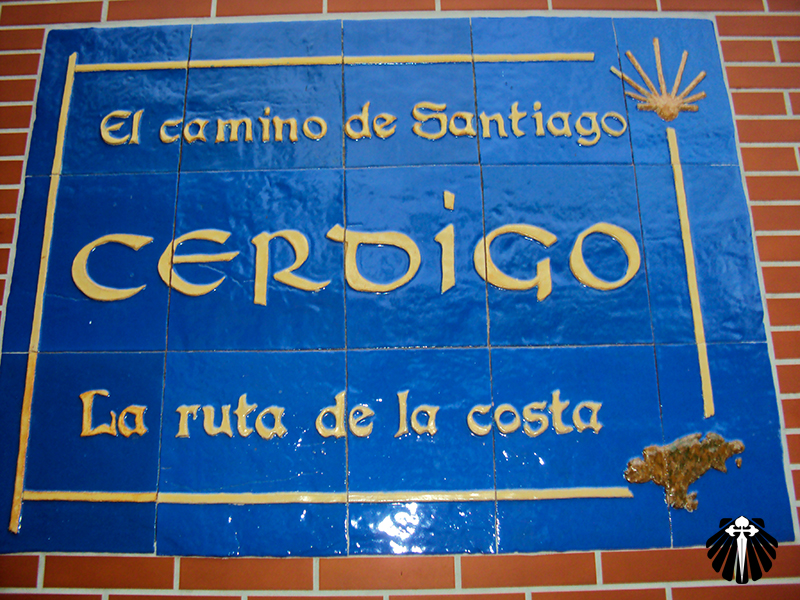 El camino de Santiago
CERDIGO
La ruta de la costa